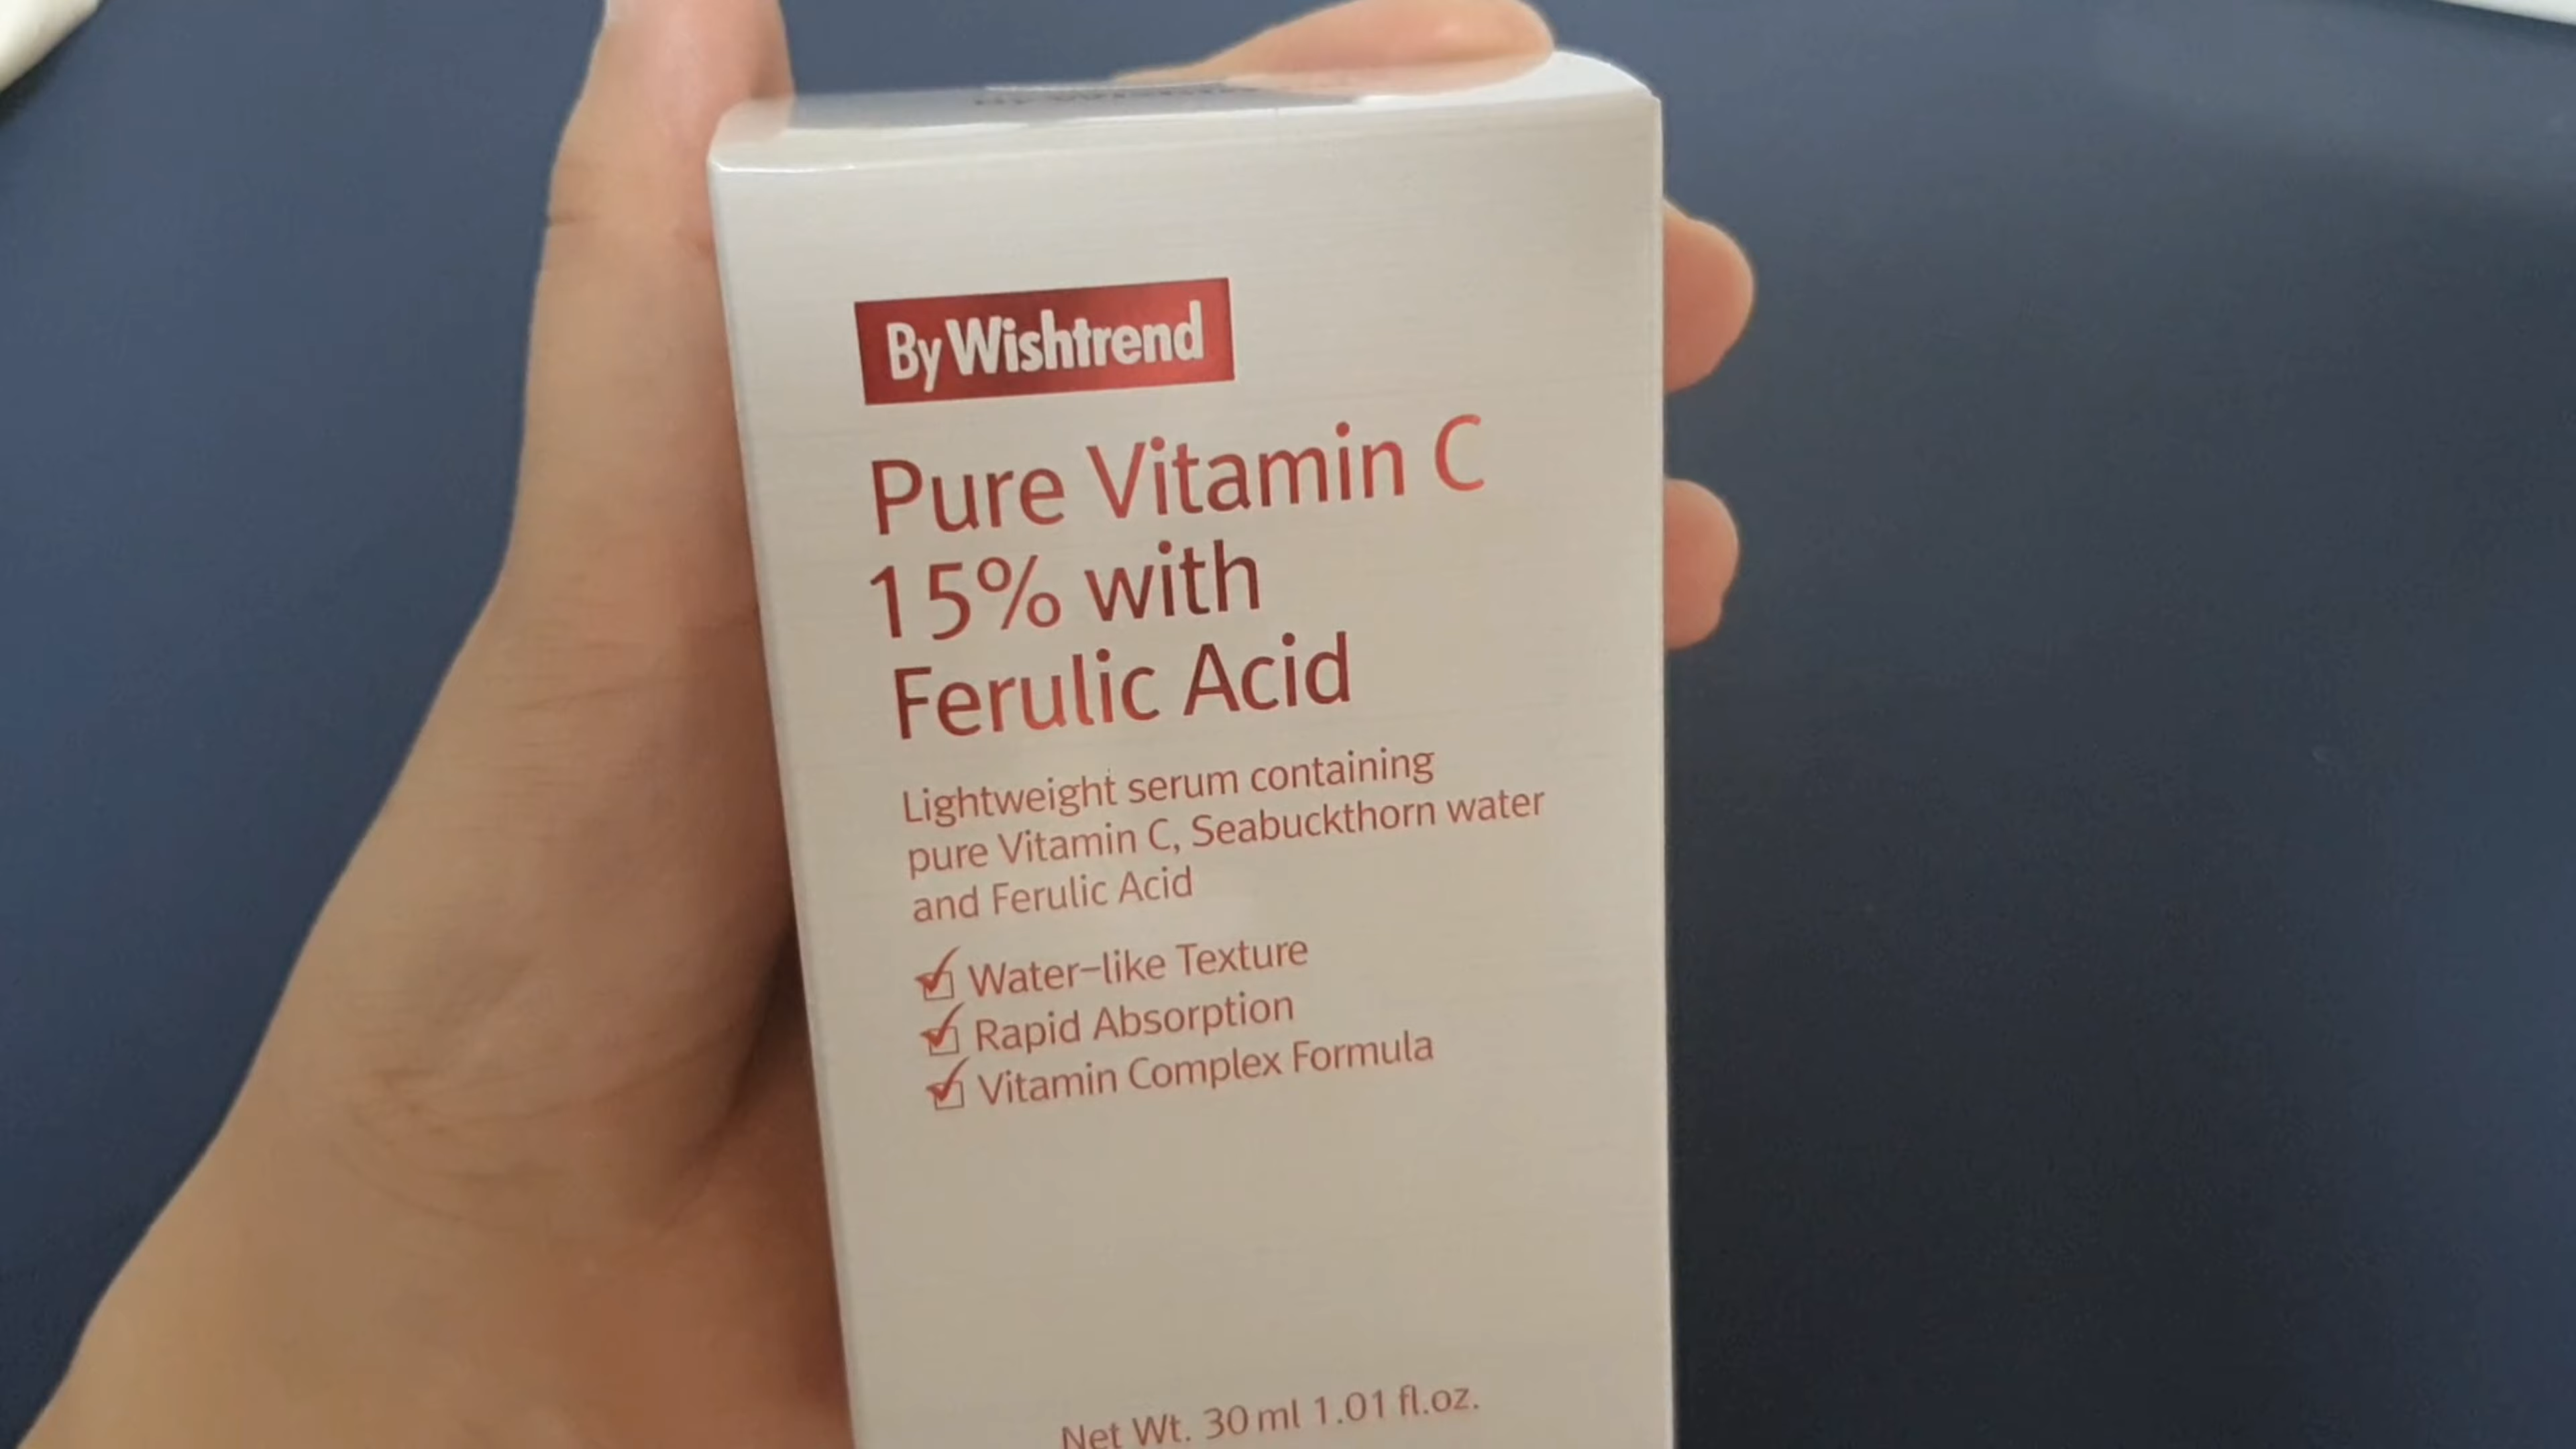 By Wishtrend
Pure Vitamin C
15% with
Ferulic Acid
Lightweight serum containing
pure Vitamin C, Seabuckthorn water
and Ferulic Acid
Water-like Texture
Rapid Absorption
Vitamin Complex Formula
Net Wt. 30 ml 1.01 fl.oz.